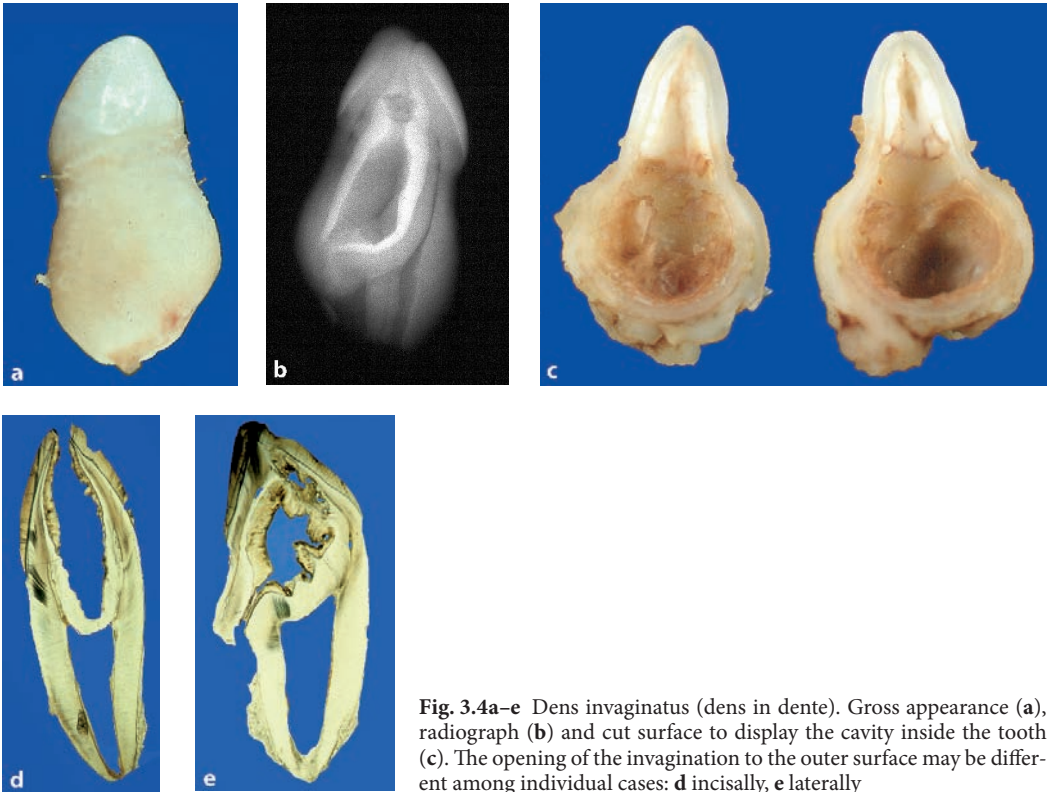 a
b
c
d
e
Fig. 3.4a–e Dens invaginatus (dens in dente). Gross appearance (a),
radiograph (b) and cut surface to display the cavity inside the tooth
(c). The opening of the invagination to the outer surface may be differ-
ent among individual cases: d incisally, e laterally